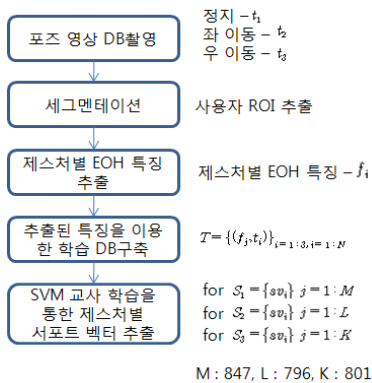 포즈 영상 DB촬영
정지 – t₁
좌 이동 – t₂
우 이동 – t₃
세그멘테이션
사용자 ROI 추출
제스처별 EOH 특징
추출
제스처별 EOH 특징 – fᵢ
추출된 특징을 이용
한 학습 DB구축
T = {(fⱼ,tᵢ)}ᵢ₌₁:₃,ᵢ₌₁:N
SVM 교사 학습을
통한 제스처별
서포트 벡터 추출
for S₁ = {svᵢ} j = 1 : M
for S₂ = {svᵢ} j = 1 : L
for S₃ = {svᵢ} j = 1 : K
M : 847, L : 796, K : 801